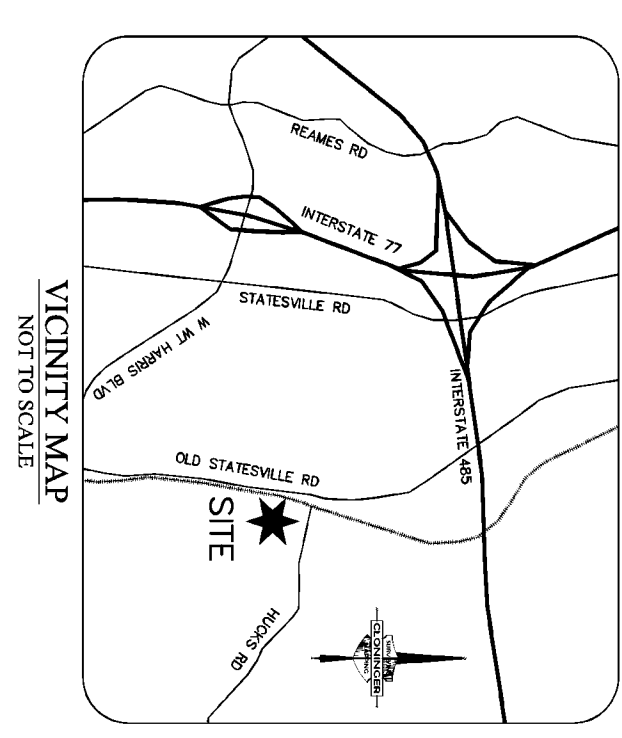 REAMES RD
INTERSTATE 77
STATESVILLE RD
W WT HARRIS BLVD
INTERSTATE 485
OLD STATESVILLE RD
SITE
HUCKS RD
CLONINGER
VICINITY MAP
NOT TO SCALE